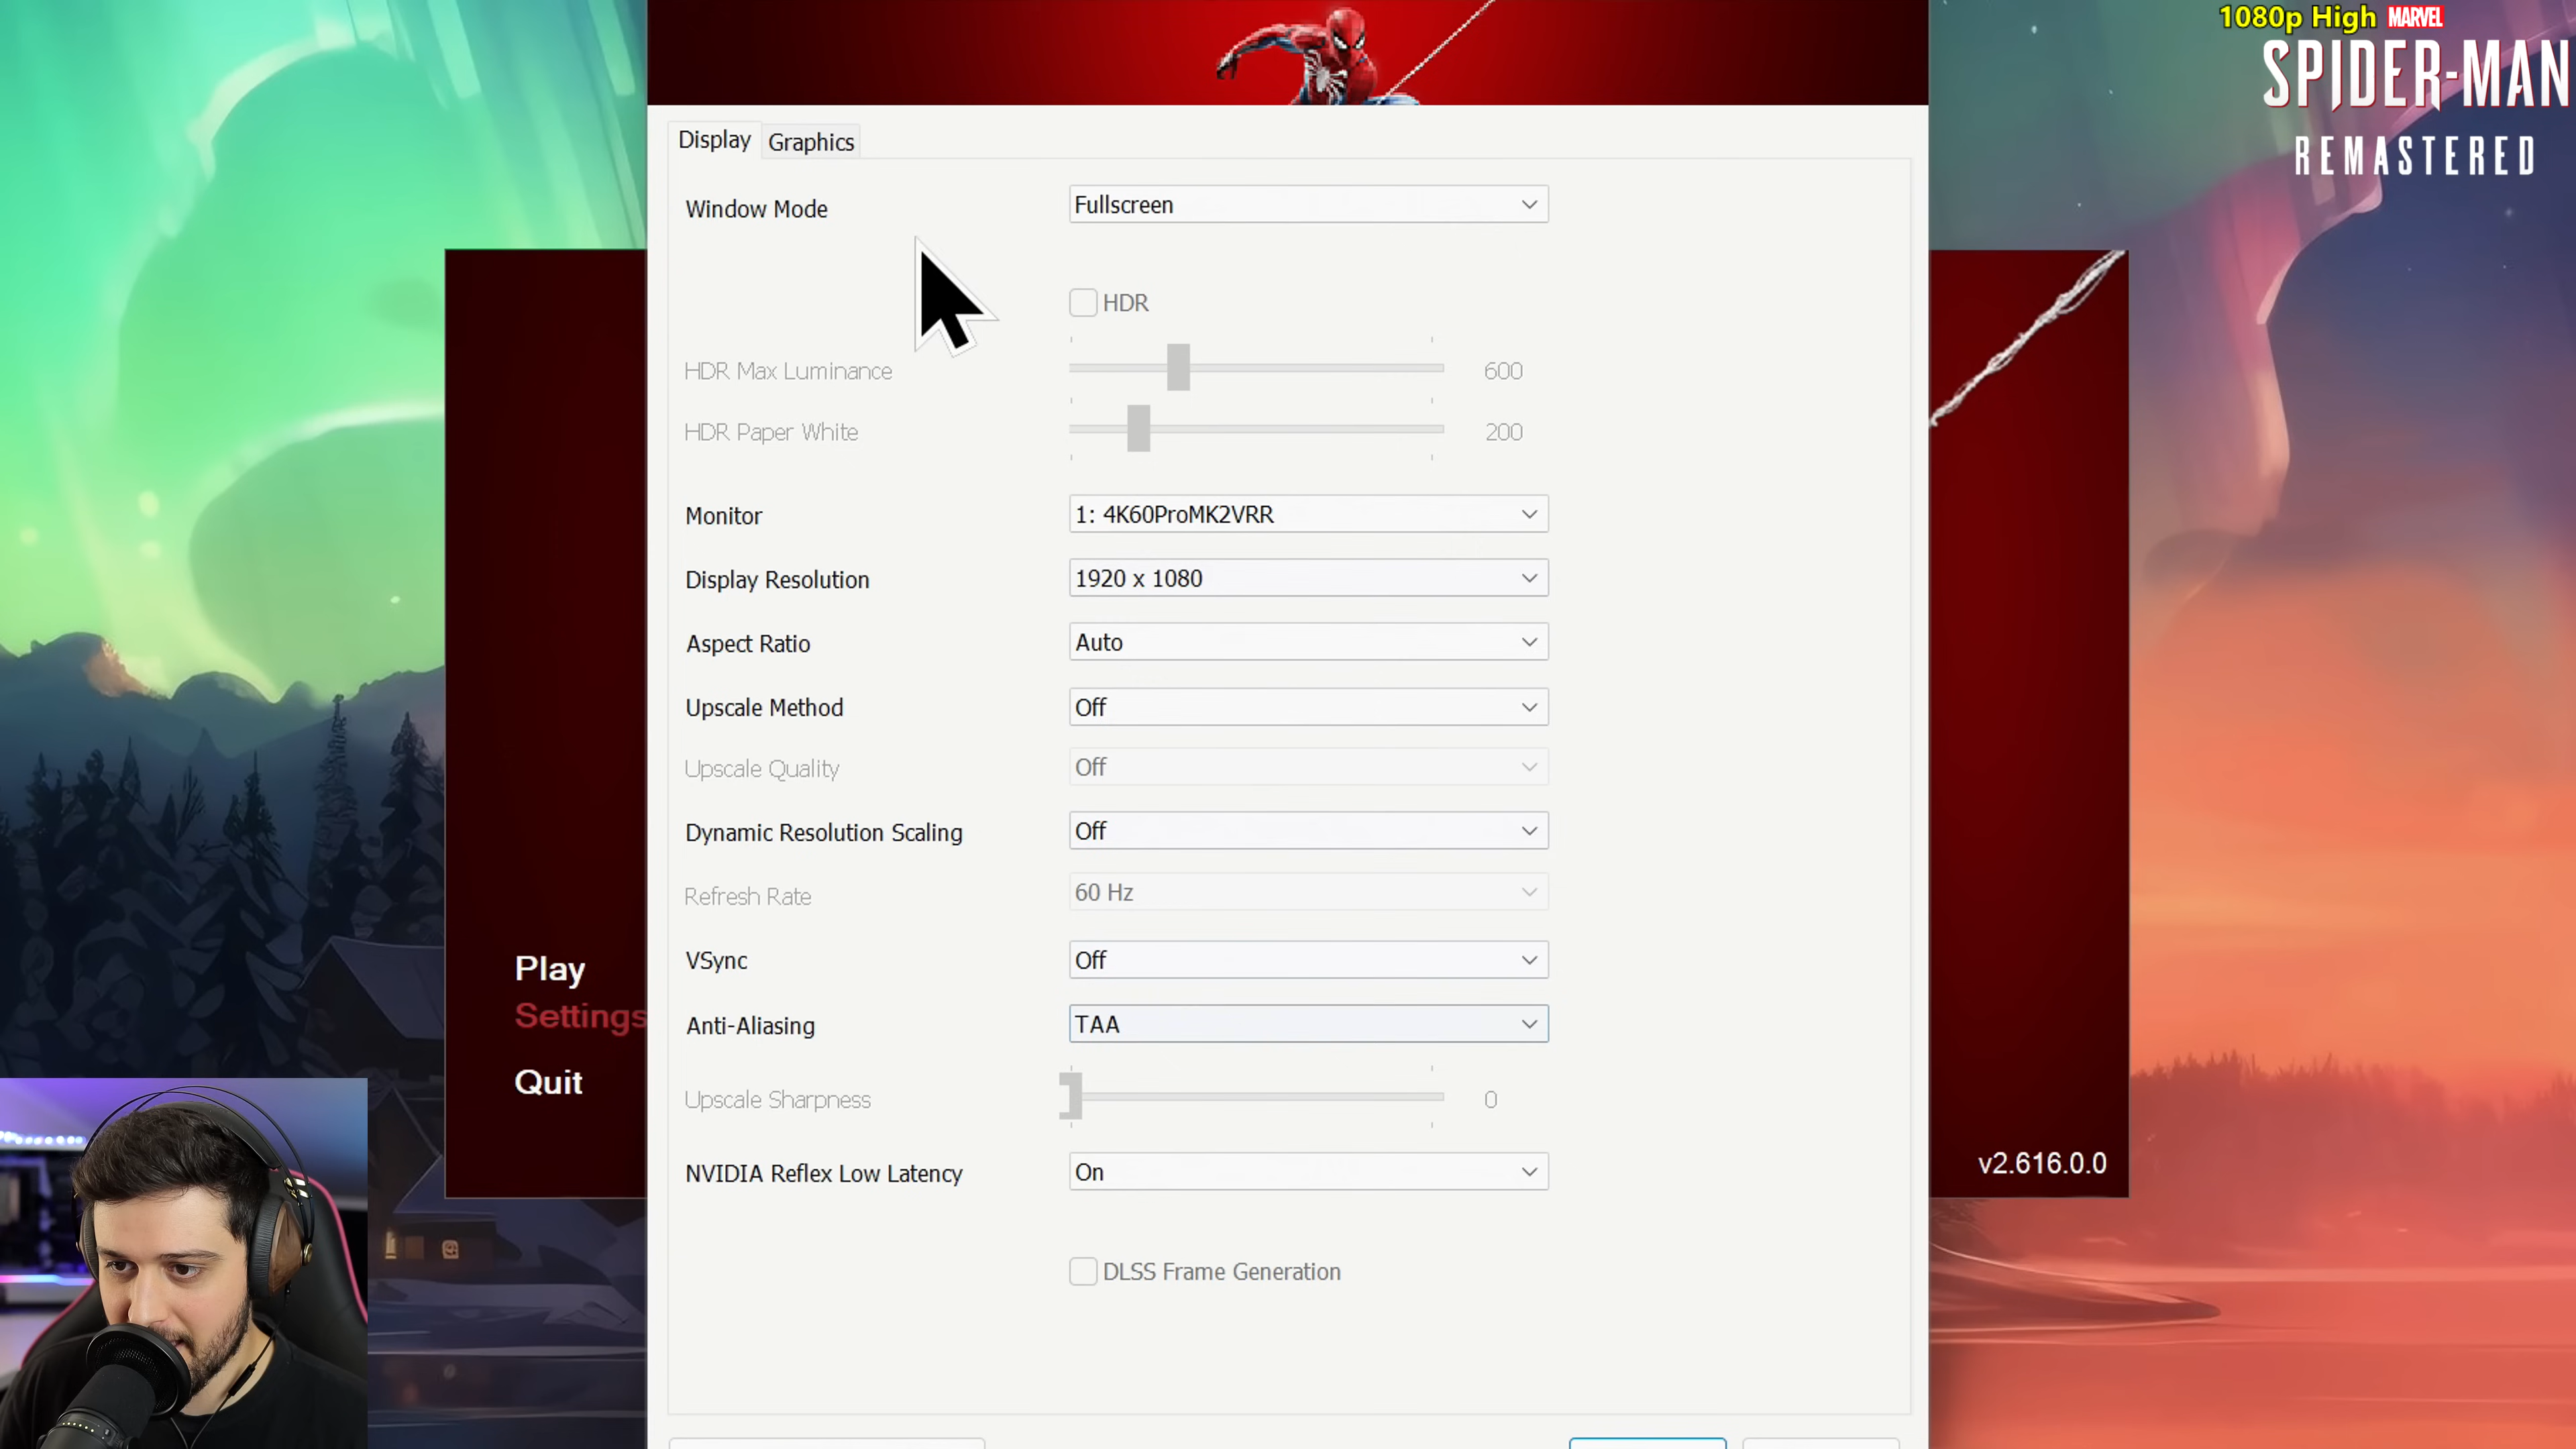 1080p High MARVEL
SPIDER-MAN
REMASTERED
Display Graphics
Window Mode Fullscreen
HDR
HDR Max Luminance 600
HDR Paper White 200
Monitor 1: 4K60ProMK2VRR
Display Resolution 1920 x 1080
Aspect Ratio Auto
Upscale Method Off
Upscale Quality Off
Dynamic Resolution Scaling Off
Refresh Rate 60 Hz
VSync Off
Anti-Aliasing TAA
Upscale Sharpness 0
NVIDIA Reflex Low Latency On
DLSS Frame Generation
Play
Settings
Quit
v2.616.0.0